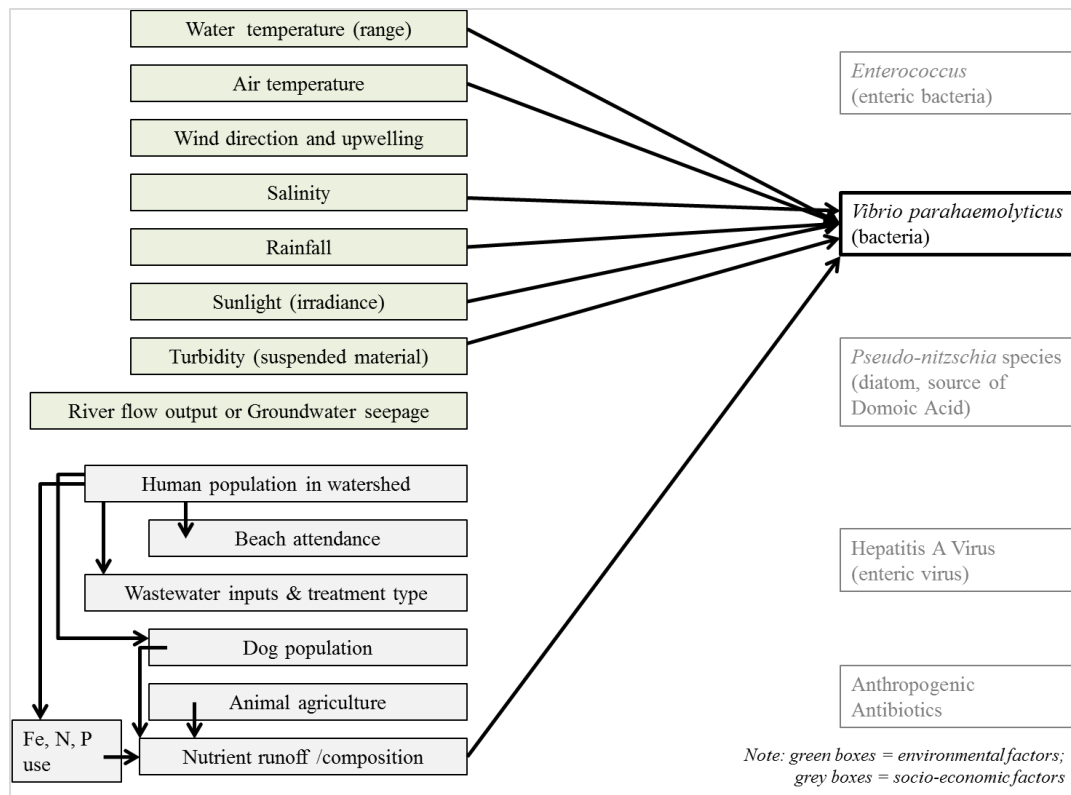 Water temperature (range)
Air temperature
Wind direction and upwelling
Salinity
Rainfall
Sunlight (irradiance)
Turbidity (suspended material)
River flow output or Groundwater seepage
Human population in watershed
Beach attendance
Wastewater inputs & treatment type
Dog population
Animal agriculture
Fe, N, P
use
Nutrient runoff /composition
Enterococcus
(enteric bacteria)
Vibrio parahaemolyticus
(bacteria)
Pseudo-nitzschia species
(diatom, source of
Domoic Acid)
Hepatitis A Virus
(enteric virus)
Anthropogenic
Antibiotics
Note: green boxes = environmental factors;
grey boxes = socio-economic factors